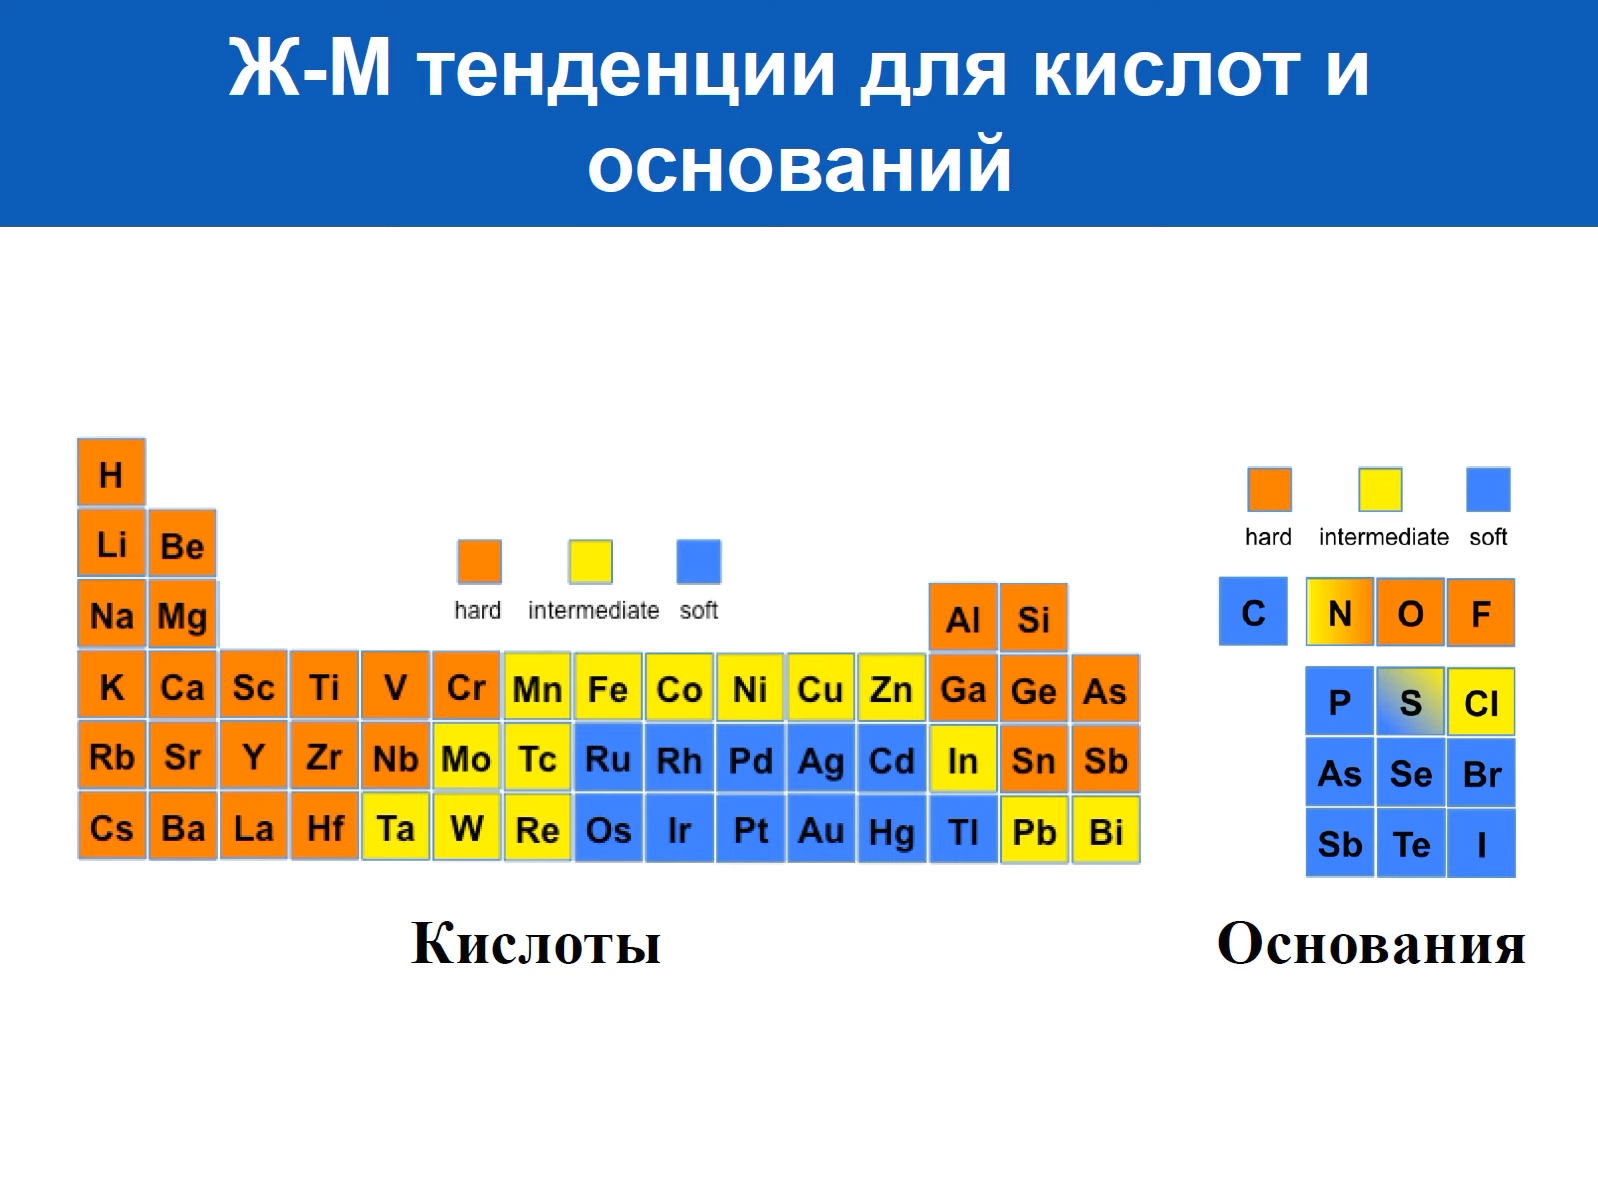 Ж-М тенденции для кислот и
оснований
H
Li Be
Na Mg
hard intermediate soft
Al Si
K Ca Sc Ti V Cr Mn Fe Co Ni Cu Zn Ga Ge As
Rb Sr Y Zr Nb Mo Tc Ru Rh Pd Ag Cd In Sn Sb
Cs Ba La Hf Ta W Re Os Ir Pt Au Hg Tl Pb Bi
Кислоты
hard intermediate soft
C N O F
P S Cl
As Se Br
Sb Te I
Основания